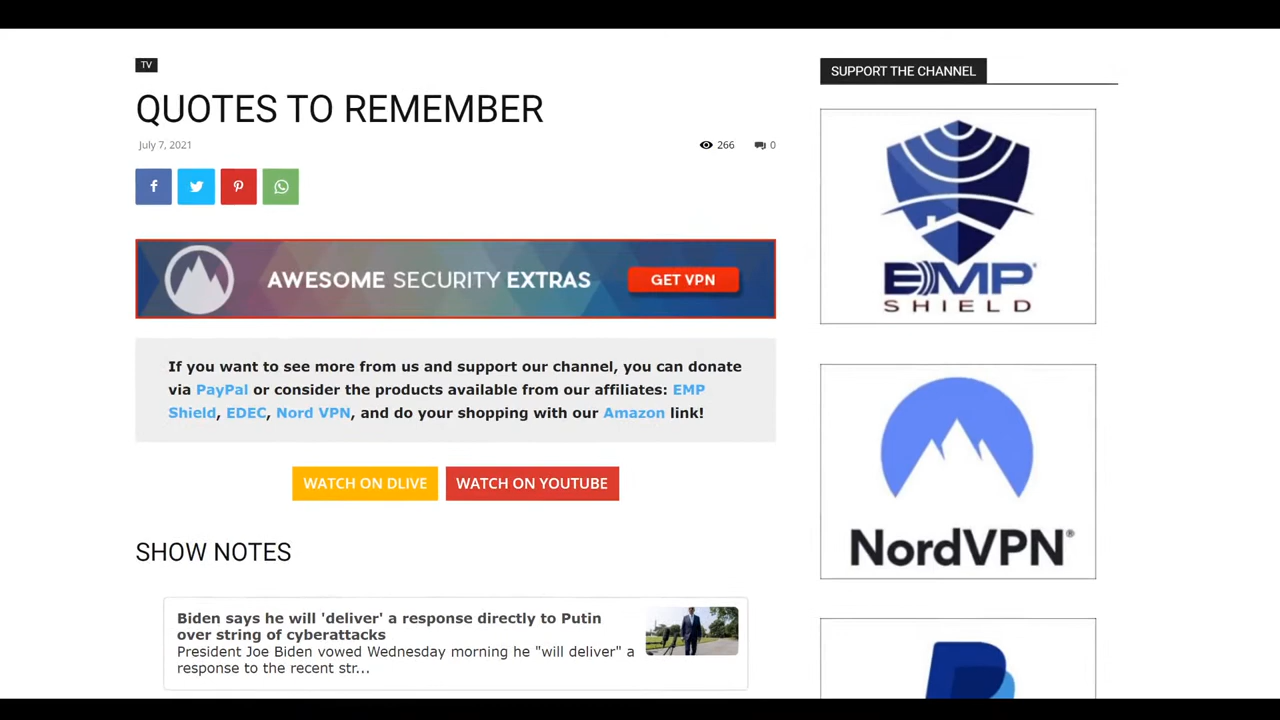 TV
QUOTES TO REMEMBER
July 7, 2021
266
0
AWESOME SECURITY EXTRAS
GET VPN
If you want to see more from us and support our channel, you can donate
via PayPal or consider the products available from our affiliates: EMP
Shield, EDEC, Nord VPN, and do your shopping with our Amazon link!
WATCH ON DLIVE
WATCH ON YOUTUBE
SHOW NOTES
Biden says he will 'deliver' a response directly to Putin
over string of cyberattacks
President Joe Biden vowed Wednesday morning he "will deliver" a
response to the recent str...
SUPPORT THE CHANNEL
EMP
SHIELD
NordVPN®